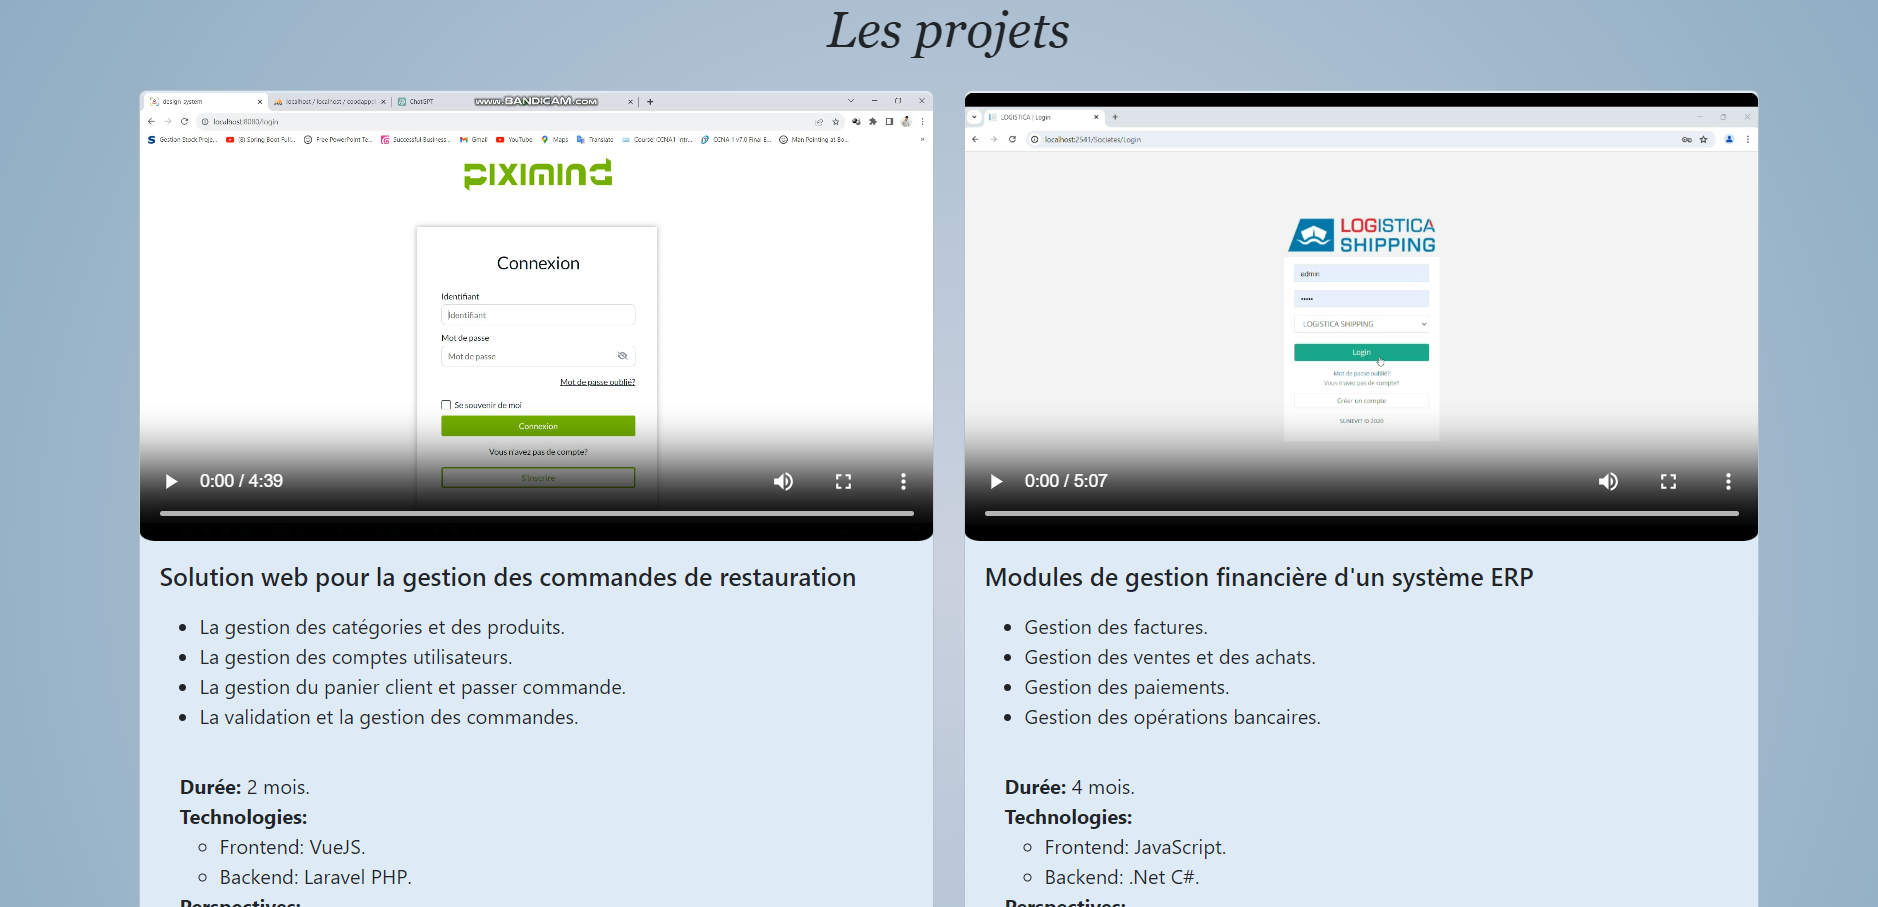 Les projets
design-system
localhost / localhost / coodappd
ChatGPT
WWW.BANDICAM.COM
localhost:8080/login
Gestion Stock Proje...
(8) Spring Boot Full...
Free PowerPoint Te...
Successful Business...
Gmail
YouTube
Maps
Translate
Course: CCNA1-Intr...
CCNA 1 v7.0 Final E...
Man Pointing at Bo...
PIXIMIND
Connexion
Identifiant
Identifiant
Mot de passe
Mot de passe
Mot de passe oublié?
Se souvenir de moi
Connexion
Vous n'avez pas de compte?
S'inscrire
0:00 / 4:39
Solution web pour la gestion des commandes de restauration
La gestion des catégories et des produits.
La gestion des comptes utilisateurs.
La gestion du panier client et passer commande.
La validation et la gestion des commandes.
Durée: 2 mois.
Technologies:
Frontend: VueJS.
Backend: Laravel PHP.
Perspectives:
LOGISTICA | Login
localhost:2541/Societes/Login
LOGISTICA
SHIPPING
admin
•••••
LOGISTICA SHIPPING
Login
Mot de passe oublié?
Vous n'avez pas de compte?
Créer un compte
SUNEVIT © 2020
0:00 / 5:07
Modules de gestion financière d'un système ERP
Gestion des factures.
Gestion des ventes et des achats.
Gestion des paiements.
Gestion des opérations bancaires.
Durée: 4 mois.
Technologies:
Frontend: JavaScript.
Backend: .Net C#.
Perspectives: